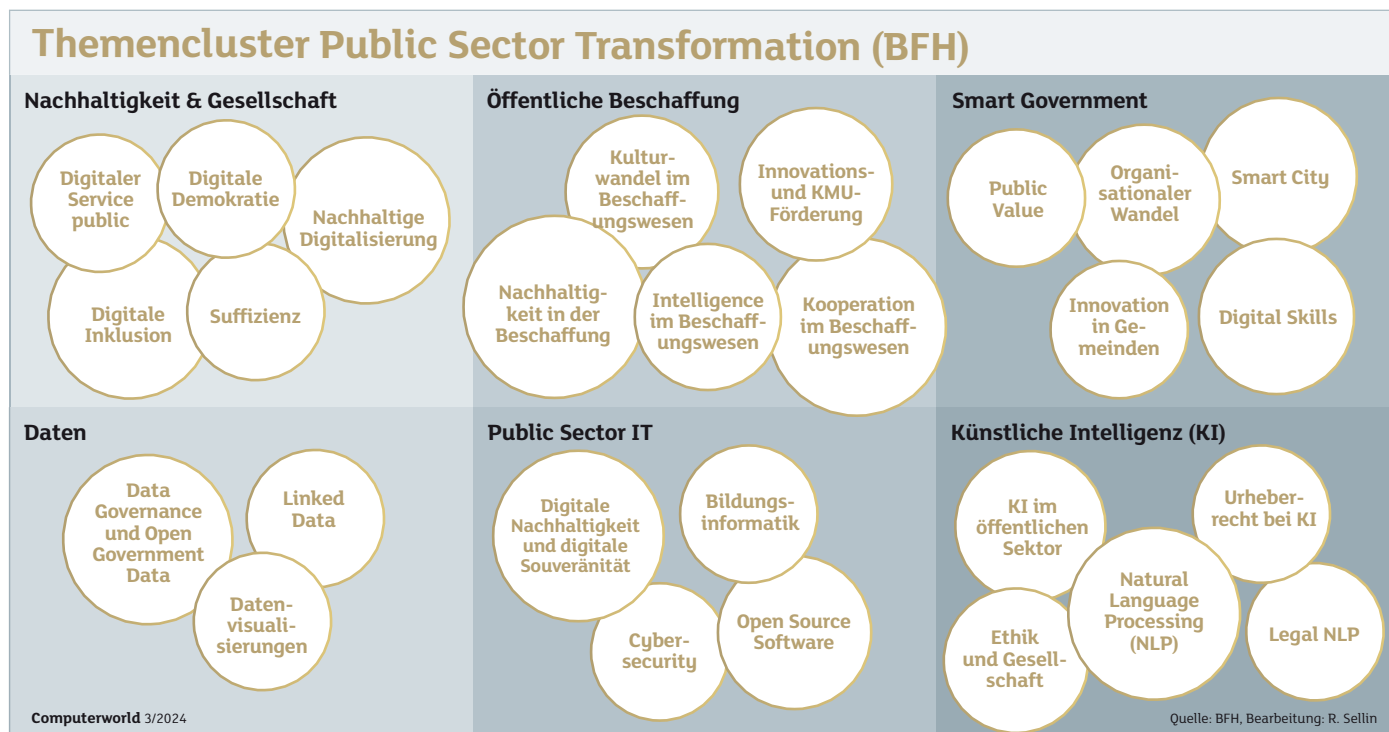 Themencluster Public Sector Transformation (BFH)
Nachhaltigkeit & Gesellschaft
Digitaler
Service
public
Digitale
Demokratie
Nachhaltige
Digitalisierung
Digitale
Inklusion
Suffizienz
Öffentliche Beschaffung
Kultur-
wandel im
Beschaff-
ungswesen
Innovations-
und KMU-
Förderung
Nachhaltig-
keit in der
Beschaffung
Intelligence
im Beschaff-
ungswesen
Kooperation
im Beschaff-
ungswesen
Smart Government
Public
Value
Organi-
sationaler
Wandel
Smart City
Innovation
in Ge-
meinden
Digital Skills
Daten
Data
Governance
und Open
Government
Data
Linked
Data
Daten-
visuali-
sierungen
Public Sector IT
Digitale
Nachhaltigkeit
und digitale
Souveränität
Bildungs-
informatik
Cyber-
security
Open Source
Software
Künstliche Intelligenz (KI)
KI im
öffentlichen
Sektor
Urheber-
recht bei KI
Natural
Language
Processing
(NLP)
Ethik
und Gesell-
schaft
Legal NLP
Computerworld 3/2024
Quelle: BFH, Bearbeitung: R. Sellin